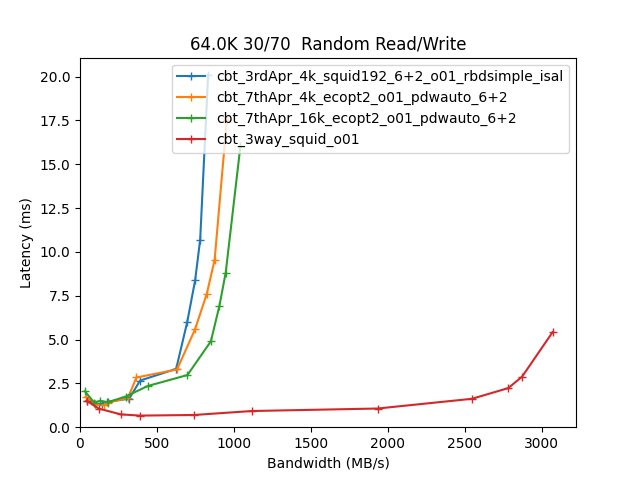 64.0K 30/70  Random Read/Write
cbt_3rdApr_4k_squid192_6+2_o01_rbdsimple_isal
cbt_7thApr_4k_ecopt2_o01_pdwauto_6+2
cbt_7thApr_16k_ecopt2_o01_pdwauto_6+2
cbt_3way_squid_o01
20.0
17.5
15.0
12.5
10.0
7.5
5.0
2.5
0.0
Latency (ms)
0 500 1000 1500 2000 2500 3000
Bandwidth (MB/s)